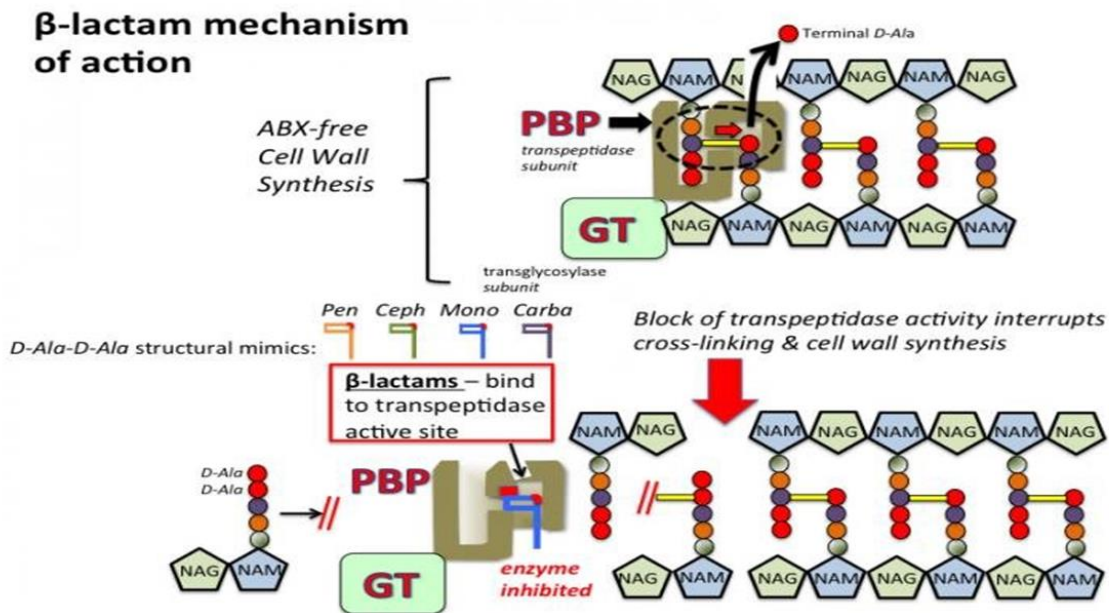 β-lactam mechanism
of action
Terminal D-Ala
NAG NAM N NAM NAG NAM NAG
ABX-free
Cell Wall
Synthesis
PBP
transpeptidase
subunit
GT
NAG NAM NAG NAM NAG NAM
transglycosylase
subunit
Pen Ceph Mono Carba
D-Ala-D-Ala structural mimics:
β-lactams – bind
to transpeptidase
active site
Block of transpeptidase activity interrupts
cross-linking & cell wall synthesis
NAM NAG NAM NAG NAM NAG NAM NAG
D-Ala
D-Ala
PBP
NAG NAM
GT
enzyme
inhibited
NAG NAM NAG NAM NAG NAM NAG NAM